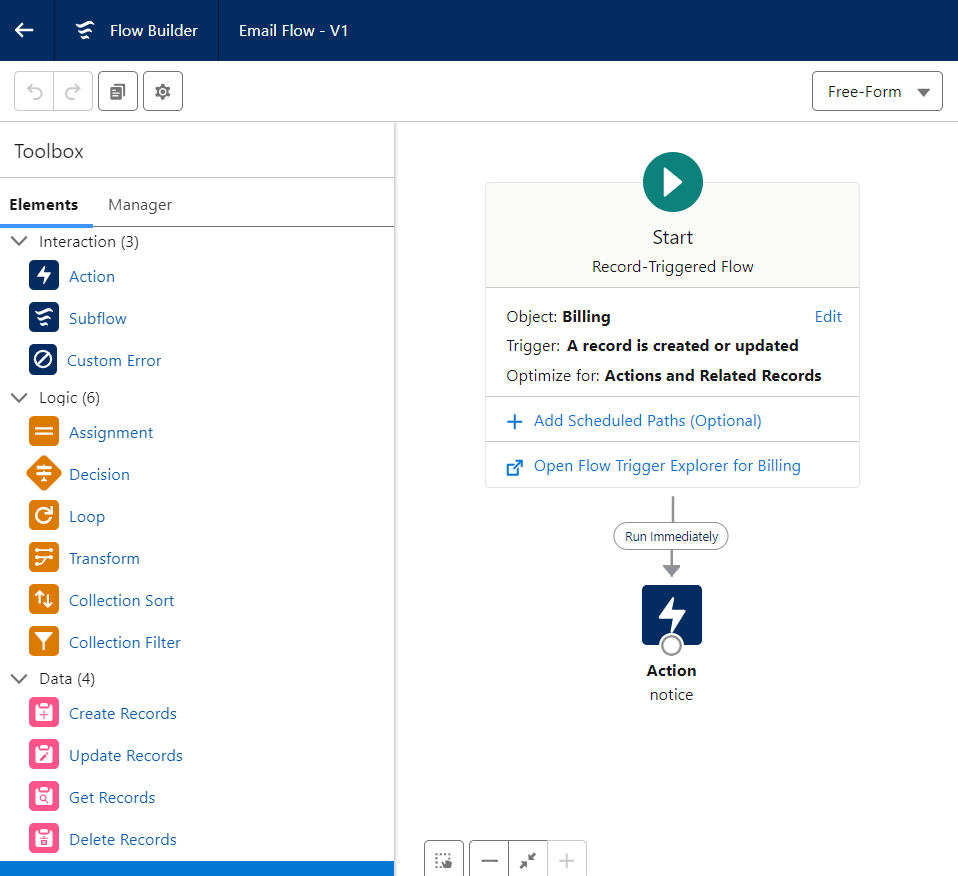 Flow Builder
Email Flow - V1
Free-Form
Toolbox
Elements
Manager
Interaction (3)
Action
Subflow
Custom Error
Logic (6)
Assignment
Decision
Loop
Transform
Collection Sort
Collection Filter
Data (4)
Create Records
Update Records
Get Records
Delete Records
Start
Record-Triggered Flow
Object: Billing
Edit
Trigger: A record is created or updated
Optimize for: Actions and Related Records
Add Scheduled Paths (Optional)
Open Flow Trigger Explorer for Billing
Run Immediately
Action
notice